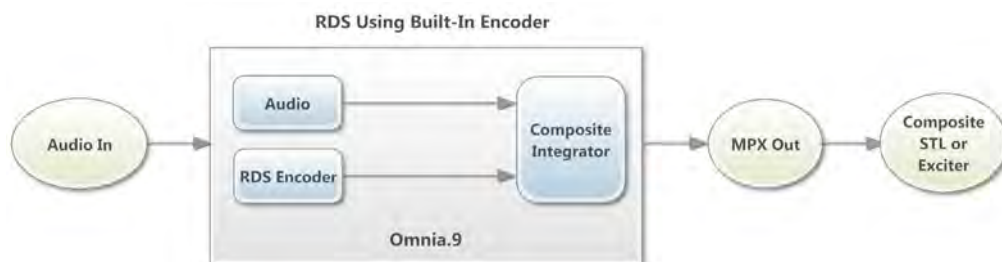 RDS Using Built-In Encoder
Audio In
Audio
RDS Encoder
Composite
Integrator
Omnia.9
MPX Out
Composite
STL or
Exciter